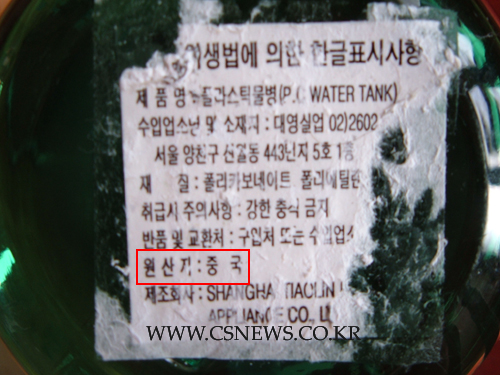 위생법에 의한 한글표시사항
제 품 명 : 플라스틱물병(P.C WATER TANK)
수입업소명 및 소재지 : 대영실업 02)2602
서울 양천구 신월동 443번지 5호 1층
재 질 : 폴리카보네이트 폴리에틸렌
취급시 주의사항 : 강한 충식 금지
반품 및 교환처 : 구입처 또는 수입업소
원 산 지 : 중 국
제조회사 : SHANGHA
APPLIANCE CO., L
WWW.CSNEWS.CO.KR